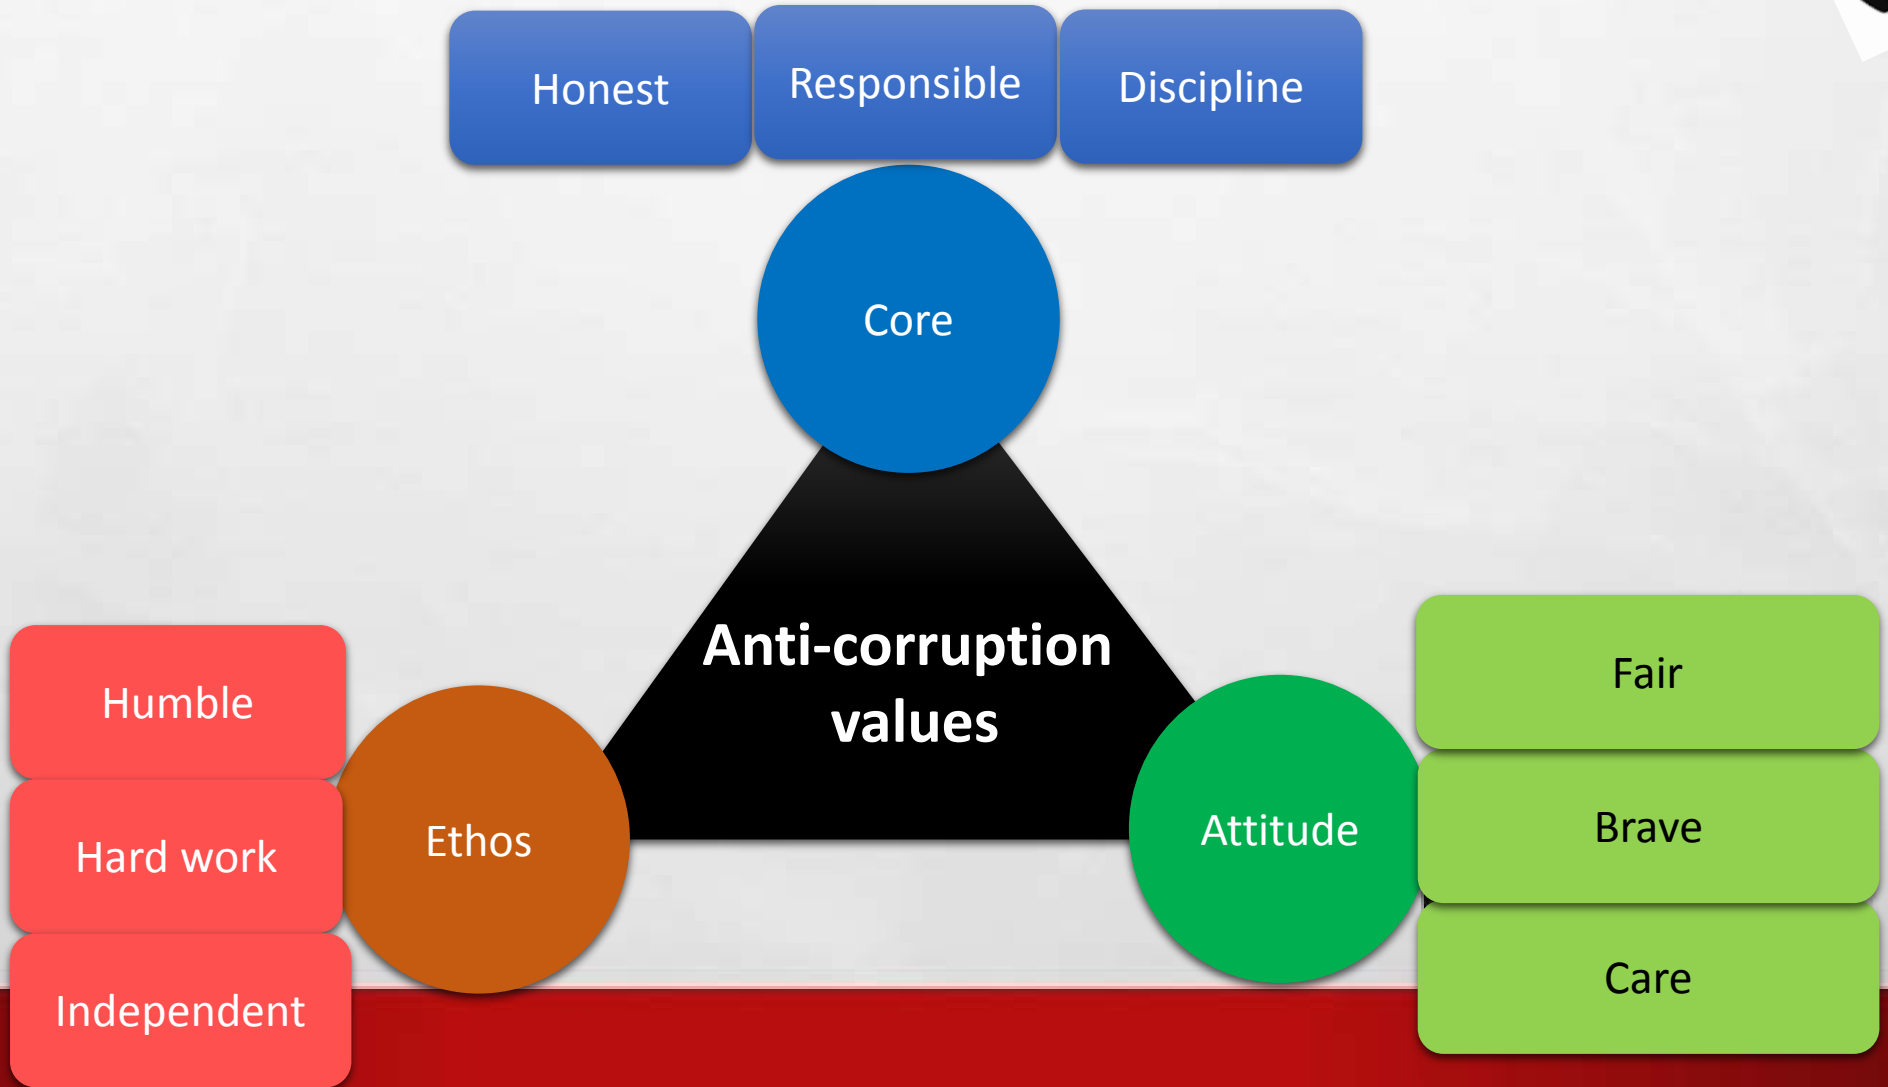 Honest
Responsible
Discipline
Core
Anti-corruption
values
Humble
Hard work
Independent
Ethos
Attitude
Fair
Brave
Care